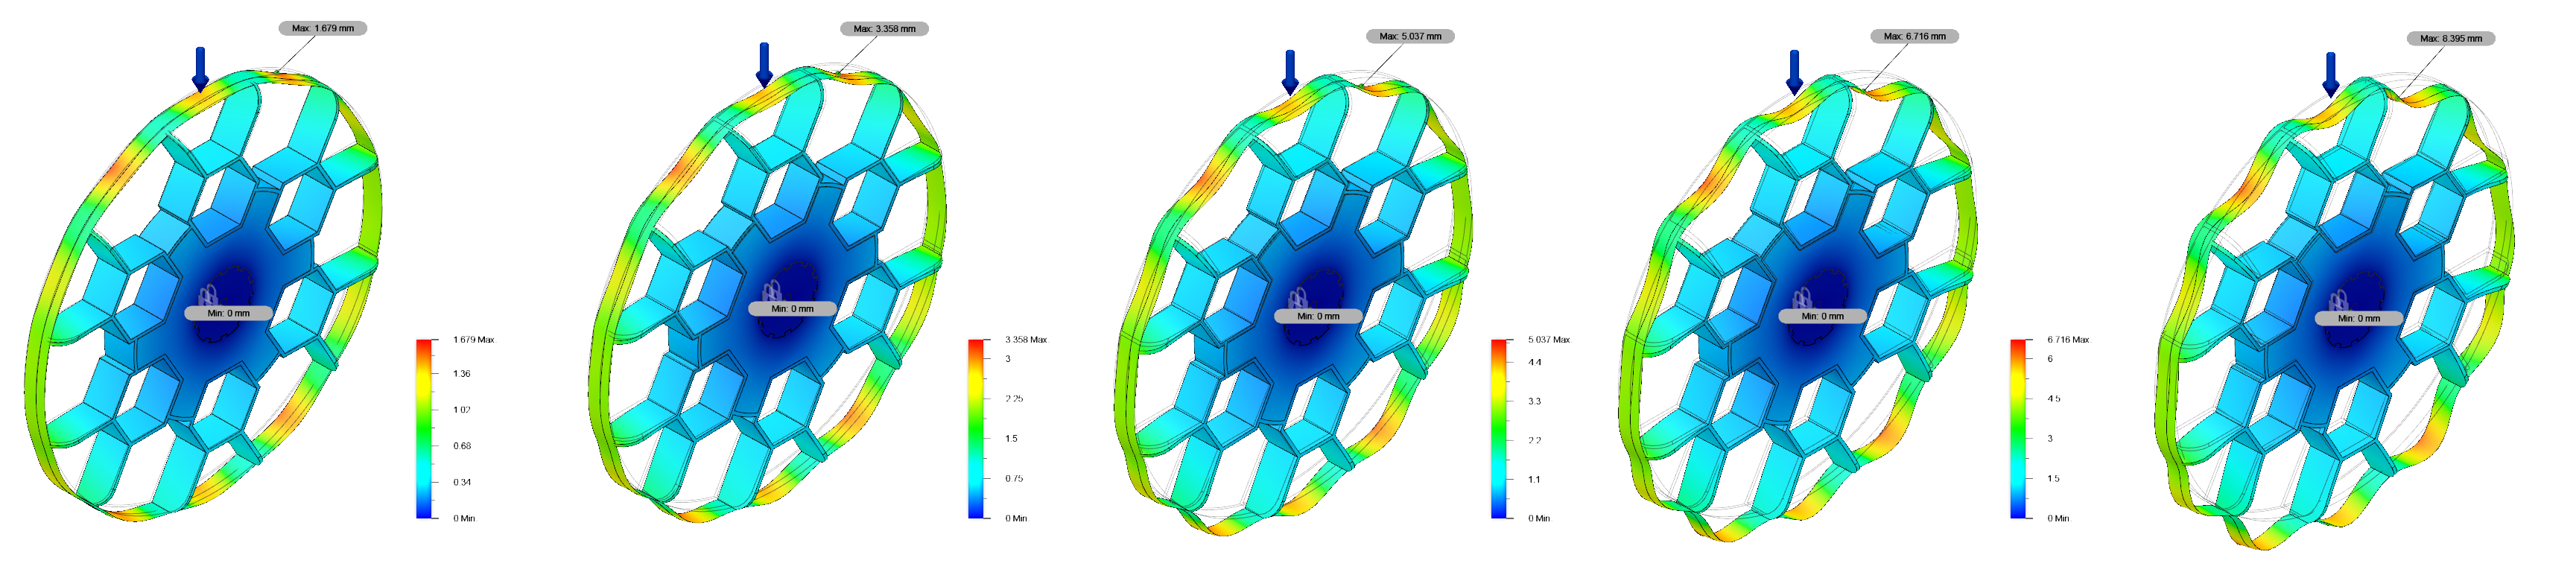 Max: 1.679 mm
Min: 0 mm
1.679 Max
1.36
1.02
0.68
0.34
0 Min.
Max: 3.358 mm
Min: 0 mm
3.358 Max
3
2.25
1.5
0.75
0 Min.
Max: 5.037 mm
Min: 0 mm
5.037 Max
4.4
3.3
2.2
1.1
0 Min
Max: 6.716 mm
Min: 0 mm
6.716 Max
6
4.5
3
1.5
0 Min
Max: 8.395 mm
Min: 0 mm